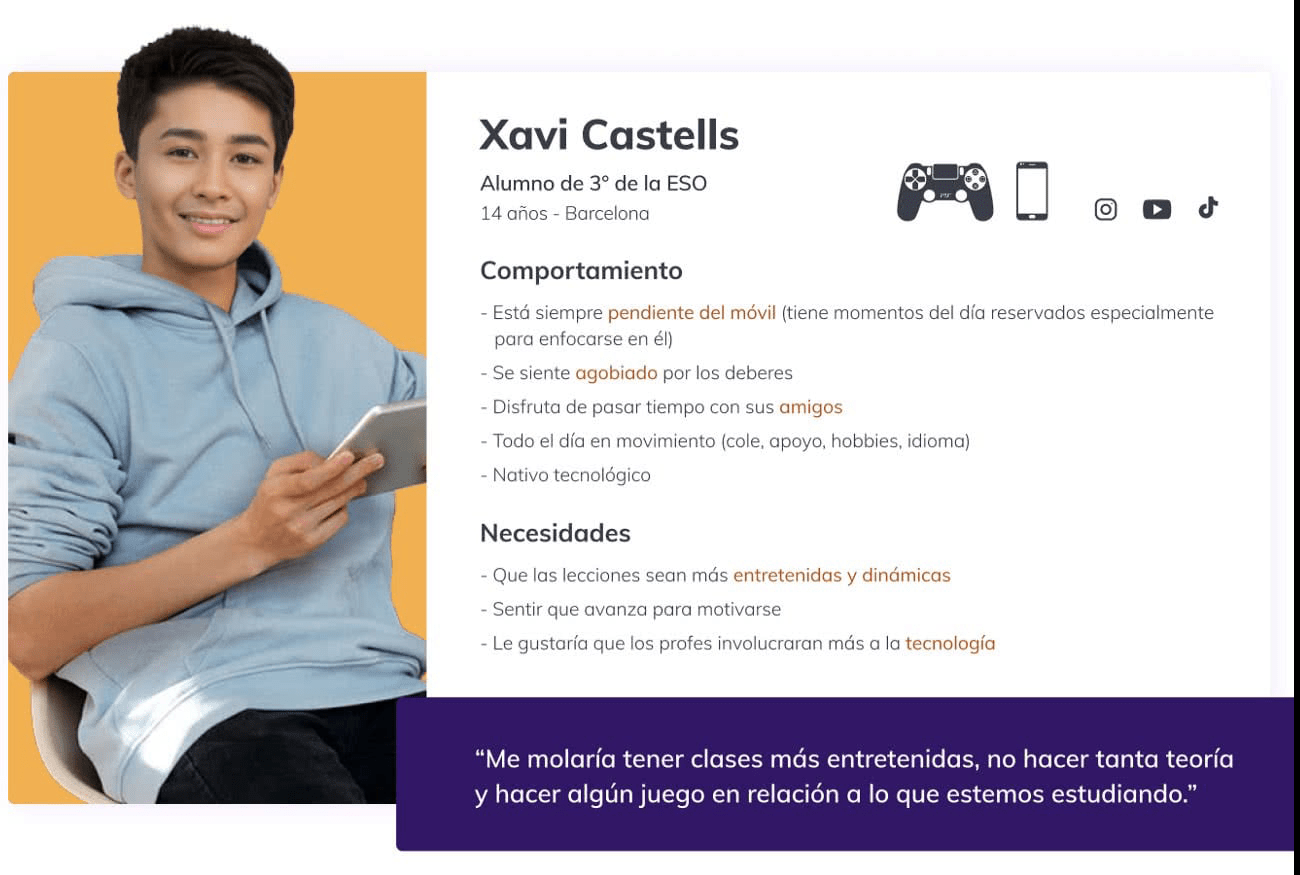 Xavi Castells
Alumno de 3° de la ESO
14 años - Barcelona
Comportamiento
- Está siempre pendiente del móvil (tiene momentos del día reservados especialmente
para enfocarse en él)
- Se siente agobiado por los deberes
- Disfruta de pasar tiempo con sus amigos
- Todo el día en movimiento (cole, apoyo, hobbies, idioma)
- Nativo tecnológico
Necesidades
- Que las lecciones sean más entretenidas y dinámicas
- Sentir que avanza para motivarse
- Le gustaría que los profes involucraran más a la tecnología
“Me molaría tener clases más entretenidas, no hacer tanta teoría
y hacer algún juego en relación a lo que estemos estudiando.”